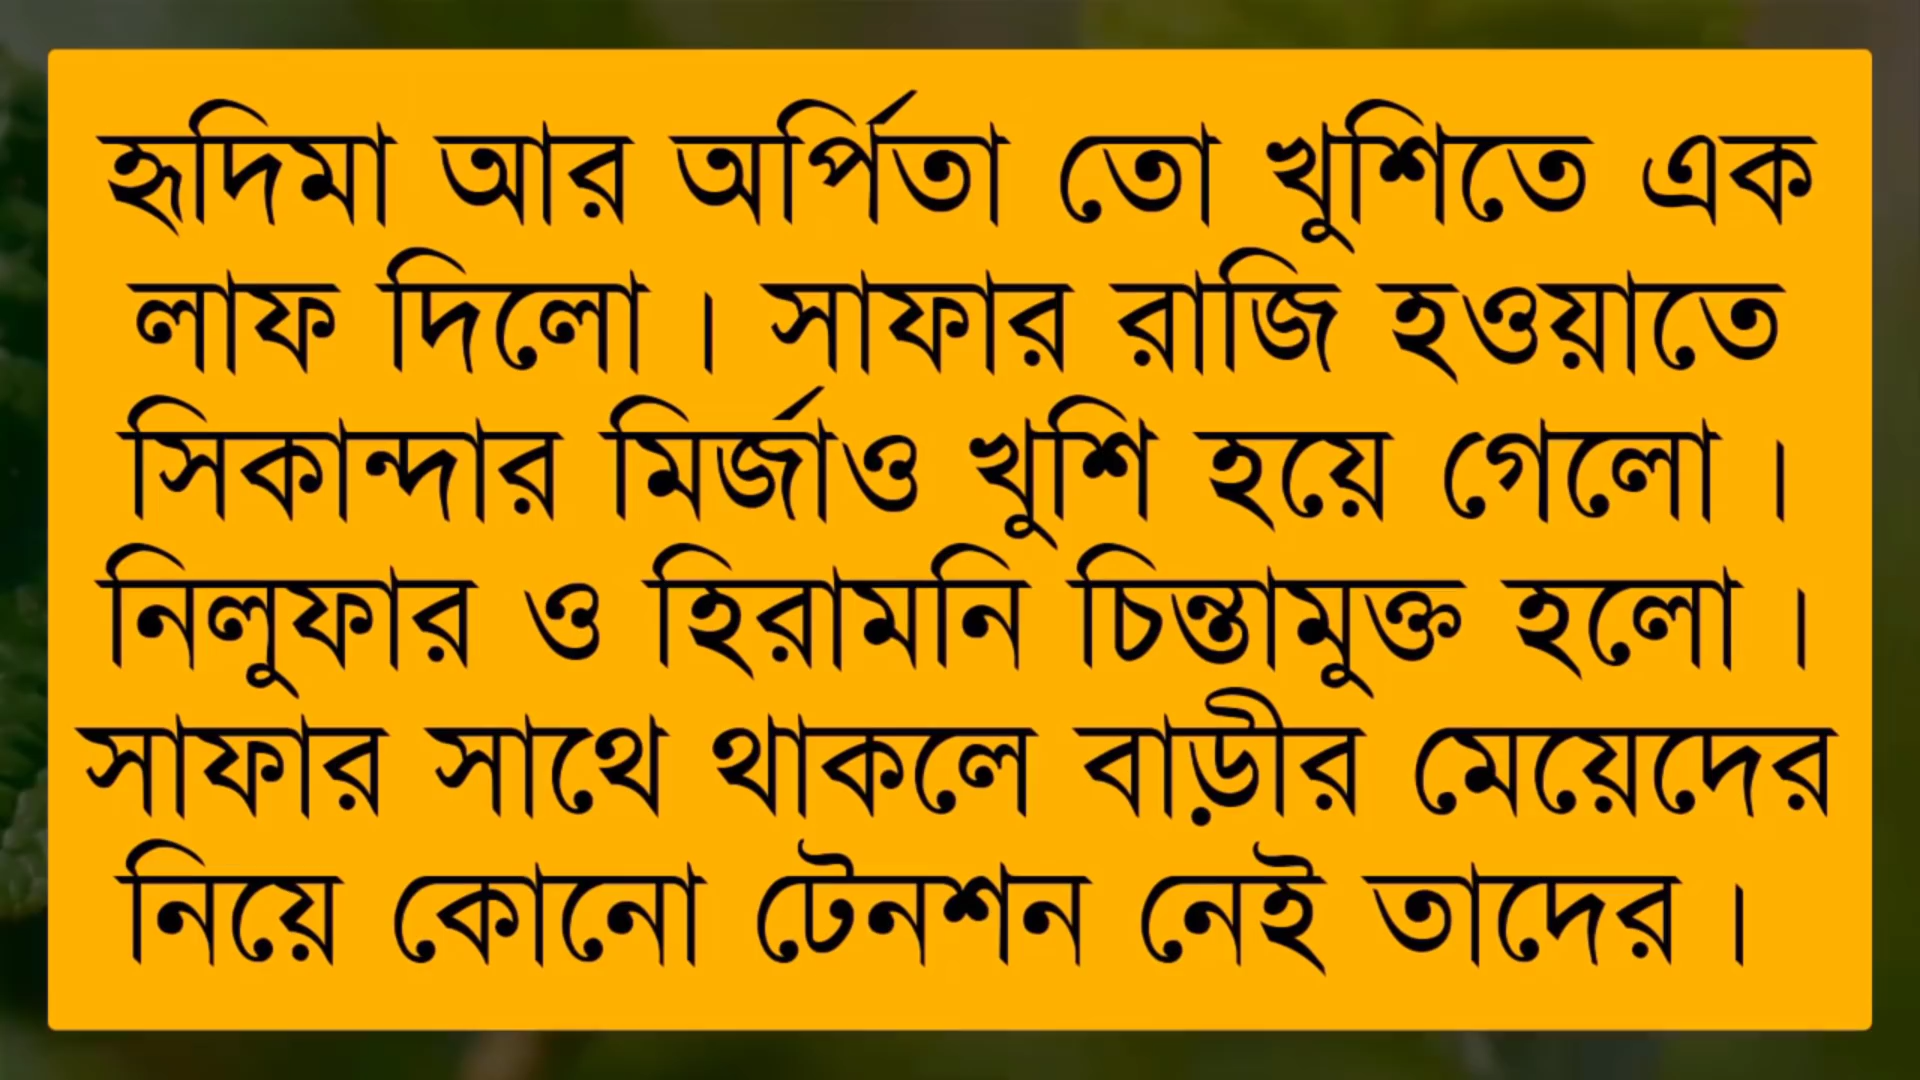 হৃদিমা আর অর্পিতা তো খুশিতে এক
লাফ দিলো । সাফার রাজি হওয়াতে
সিকান্দার মির্জাও খুশি হয়ে গেলো ।
নিলুফার ও হিরামনি চিন্তামুক্ত হলো ।
সাফার সাথে থাকলে বাড়ীর মেয়েদের
নিয়ে কোনো টেনশন নেই তাদের ।